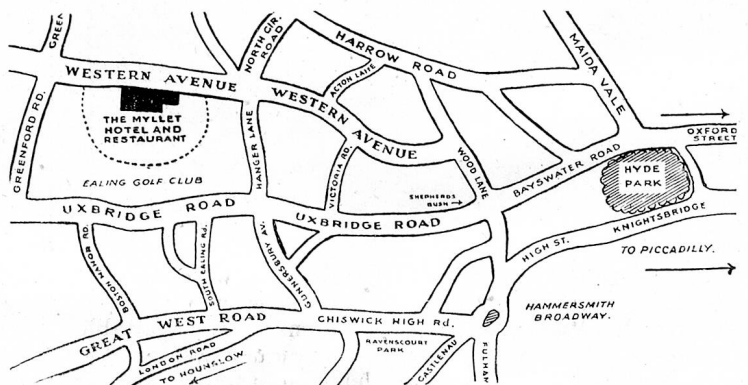 GREEN
NORTH CIR.
ROAD
HARROW ROAD
MAIDA VALE
WESTERN AVENUE
ACTON LANE
WESTERN AVENUE
OXFORD
STREET
THE MYLLET
HOTEL AND
RESTAURANT
GREENFORD RD.
HANGER LANE
VICTORIA RD.
WOOD LANE
BAYSWATER ROAD
HYDE
PARK
EALING GOLF CLUB
SHEPHERDS
BUSH
UXBRIDGE ROAD
UXBRIDGE ROAD
KNIGHTSBRIDGE
HIGH ST.
TO PICCADILLY.
BOSTON MANOR RD.
SOUTH EALING Rd.
GUNNERSBURY AV.
GREAT WEST ROAD
CHISWICK HIGH Rd.
HAMMERSMITH
BROADWAY.
RAVENSCOURT
PARK
LONDON ROAD
TO HOUNSLOW
CASTLENAU
FULHAM